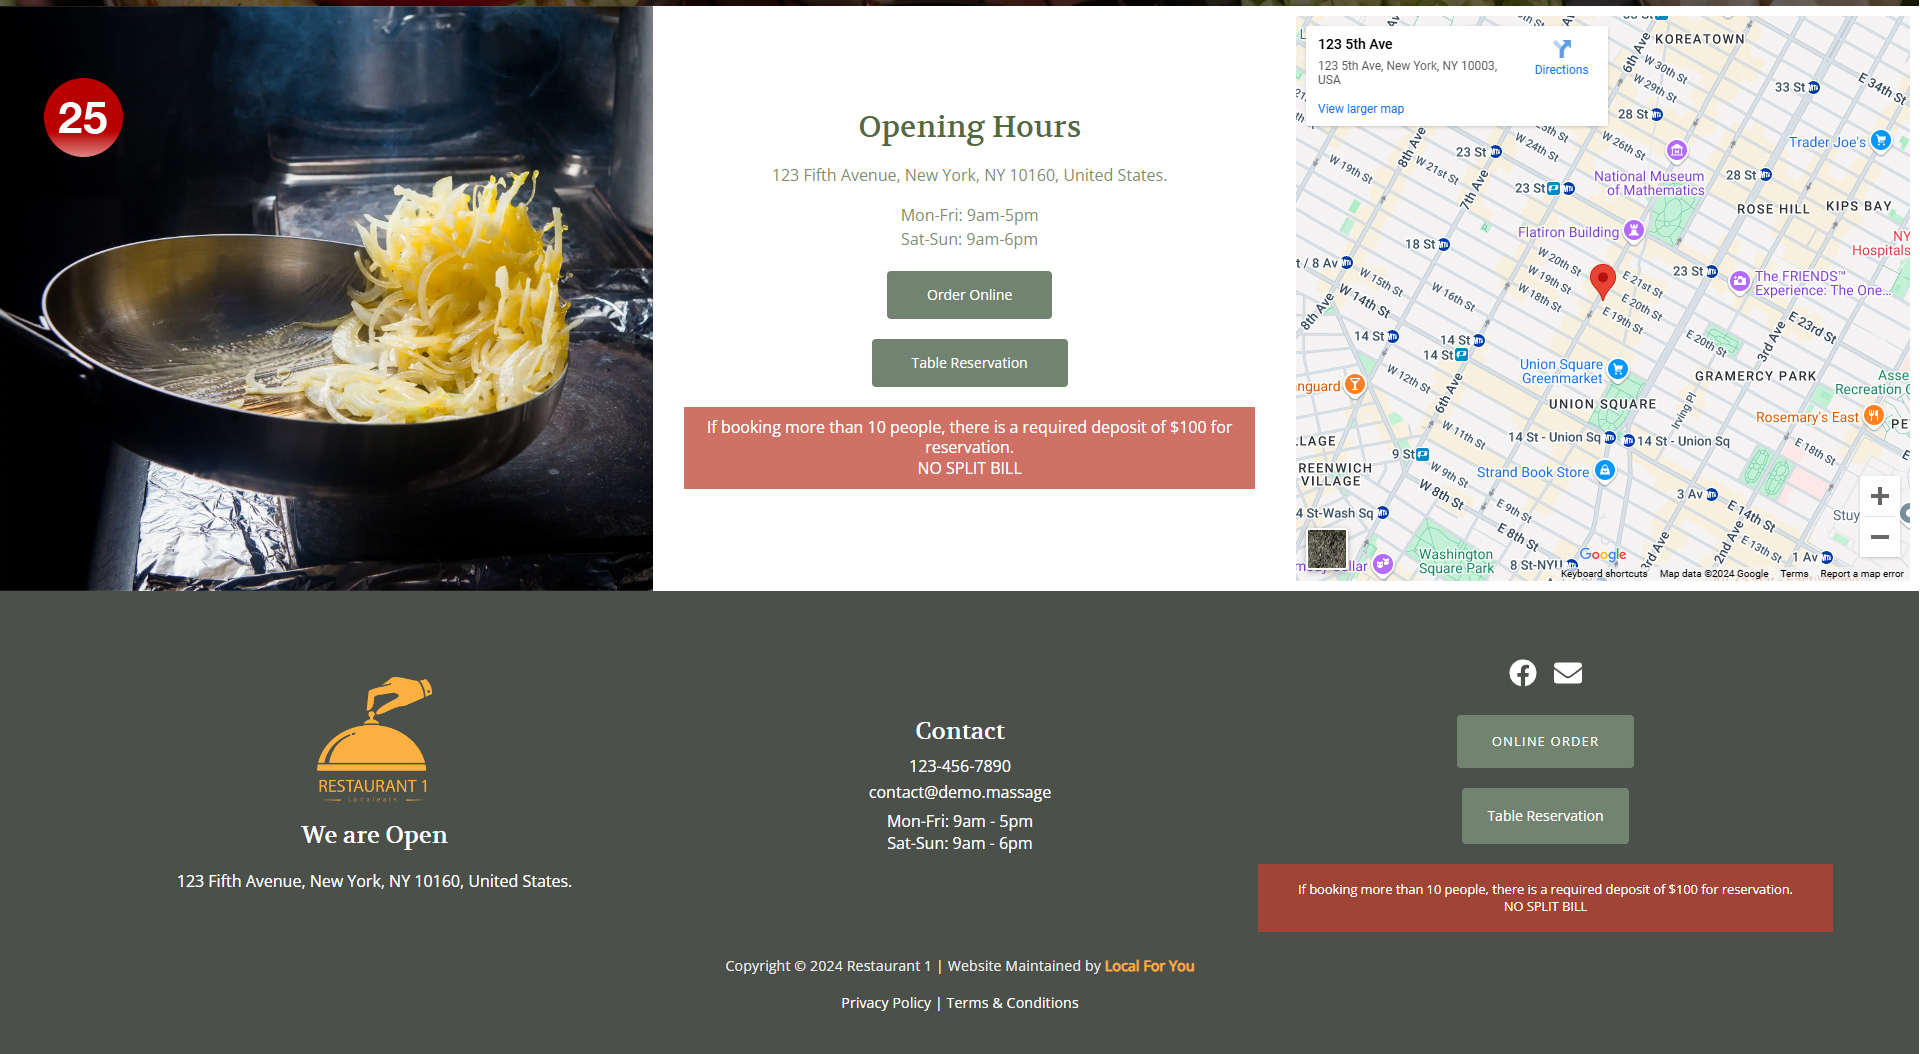 25
Opening Hours
123 Fifth Avenue, New York, NY 10160, United States.
Mon-Fri: 9am-5pm
Sat-Sun: 9am-6pm
Order Online
Table Reservation
If booking more than 10 people, there is a required deposit of $100 for
reservation.
NO SPLIT BILL
123 5th Ave
123 5th Ave, New York, NY 10003,
USA
Directions
View larger map
KOREATOWN
6th Ave
W 30th St
W 29th St
33 St
E 34th St
28 St
W 26th St
W 24th St
Trader Joe's
8th Ave
W 19th St
W 21st St
23 St
National Museum
of Mathematics
28 St
23 St
7th Ave
ROSE HILL
KIPS BAY
Flatiron Building
18 St
NY
Hospitals
W 20th St
W 19th St
W 18th St
E 21st St
E 20th St
E 19th St
23 St
The FRIENDS™
Experience: The One...
t / 8 Av
W 15th St
W 14th St
W 16th St
8th Ave
14 St
14 St
14 St
E 23rd St
E 20th St
3rd Ave
Union Square
Greenmarket
W 12th St
6th Ave
GRAMERCY PARK
Asse
Recreation C
nguard
UNION SQUARE
Irving Pl
Rosemary's East
PE
W 11th St
14 St - Union Sq
14 St - Union Sq
E 18th St
LLAGE
REENWICH
VILLAGE
9 St
W 9th St
W 8th St
Strand Book Store
3 Av
E 14th St
4 St-Wash Sq
E 9th St
E 8th St
Stuy
2nd Ave
E 13th St
1 Av
Washington
Square Park
8 St-NYU
3rd Ave
Google
Keyboard shortcuts
Map data ©2024 Google
Terms
Report a map error
RESTAURANT 1
Localeats
We are Open
123 Fifth Avenue, New York, NY 10160, United States.
Contact
123-456-7890
contact@demo.massage
Mon-Fri: 9am - 5pm
Sat-Sun: 9am - 6pm
ONLINE ORDER
Table Reservation
If booking more than 10 people, there is a required deposit of $100 for reservation.
NO SPLIT BILL
Copyright © 2024 Restaurant 1 | Website Maintained by Local For You
Privacy Policy | Terms & Conditions